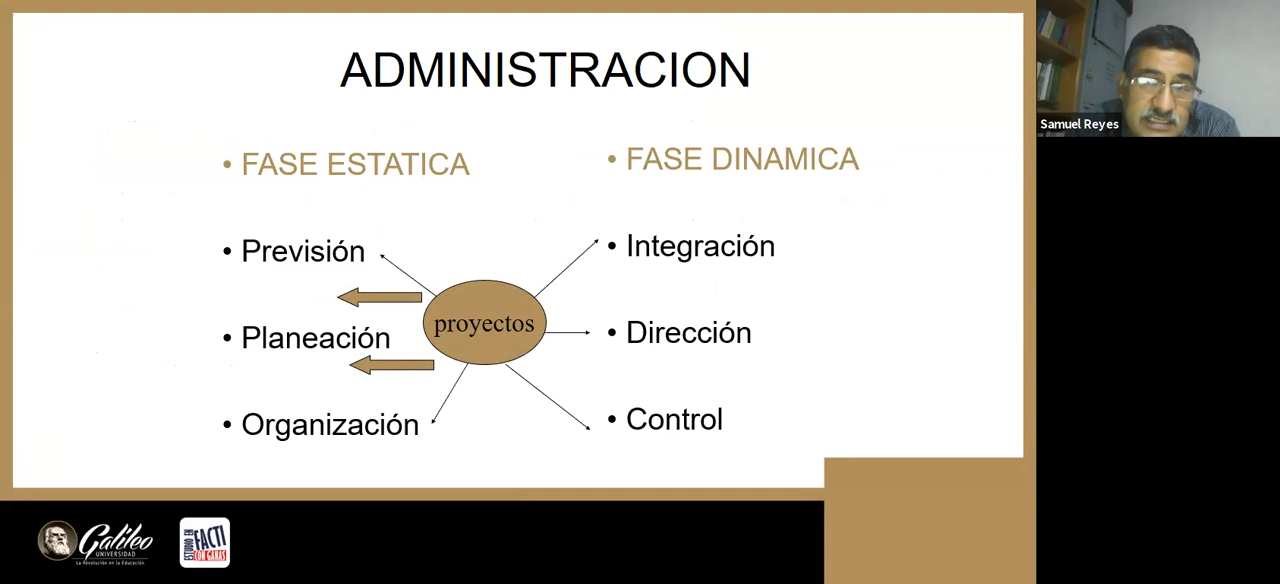 ADMINISTRACION
• FASE ESTATICA
• Previsión
• Planeación
• Organización
• FASE DINAMICA
• Integración
• Dirección
• Control
proyectos
Samuel Reyes
Galileo
UNIVERSIDAD
La Revolución en la Educación
ESTUDIO EN
FACTI
CON GANAS